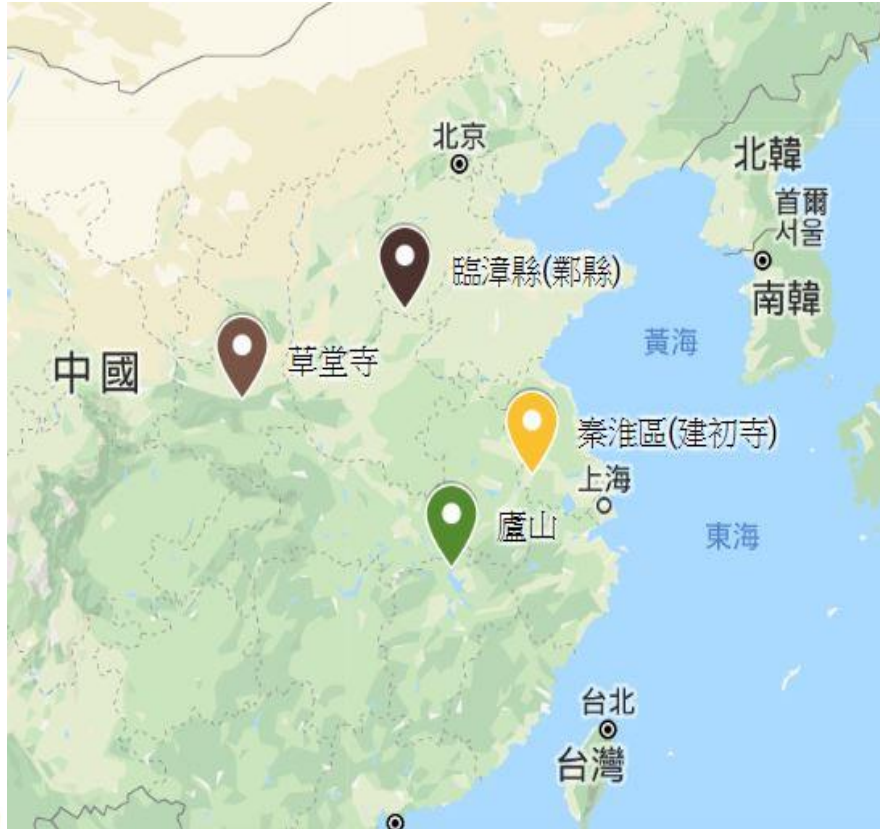 北京
北韓
首爾
서울
臨漳縣(鄴縣)
南韓
黃海
草堂寺
中國
秦淮區(建初寺)
上海
廬山
東海
台北
台灣